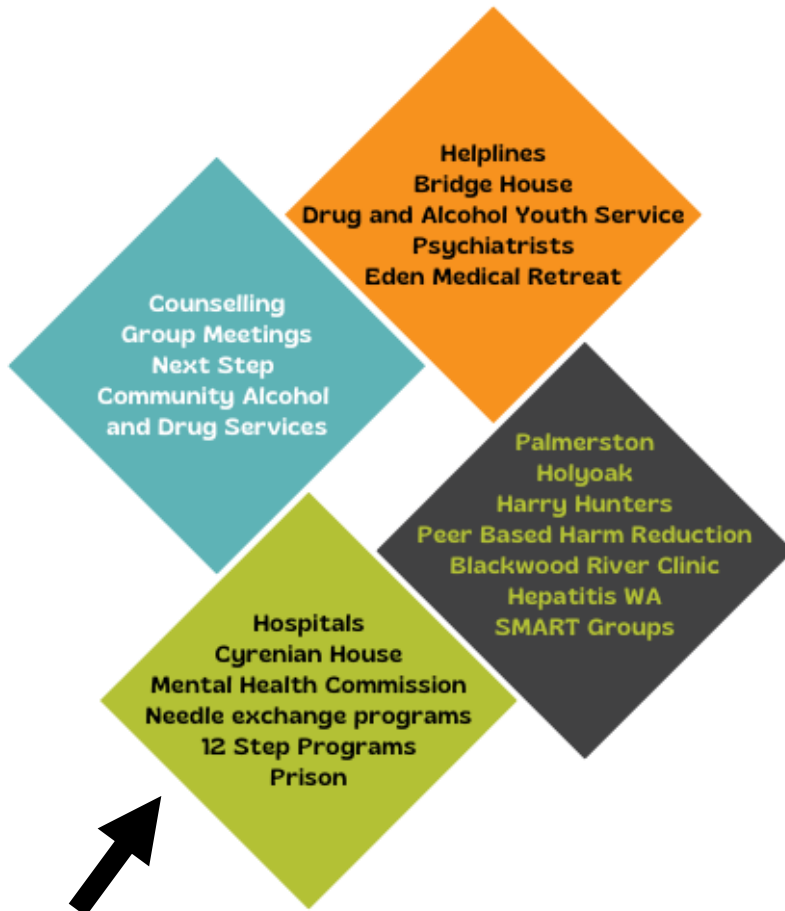 Helplines
Bridge House
Drug and Alcohol Youth Service
Psychiatrists
Eden Medical Retreat
Counselling
Group Meetings
Next Step
Community Alcohol
and Drug Services
Palmerston
Holyoak
Harry Hunters
Peer Based Harm Reduction
Blackwood River Clinic
Hepatitis WA
SMART Groups
Hospitals
Cyrenian House
Mental Health Commission
Needle exchange programs
12 Step Programs
Prison